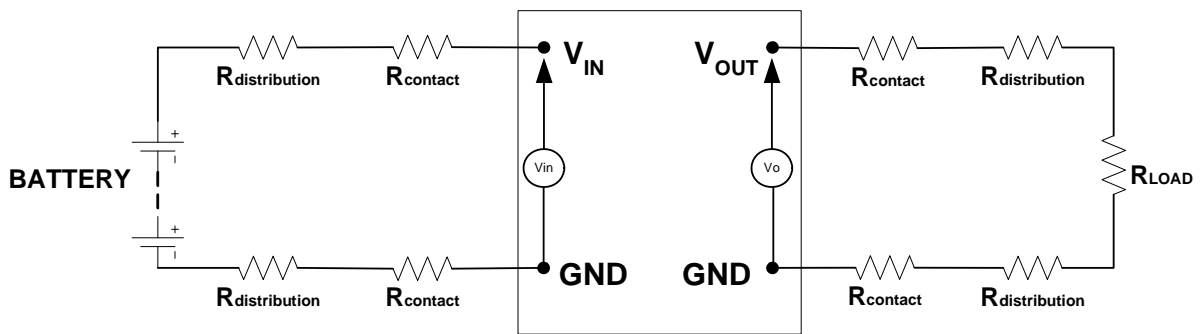 Rdistribution
Rcontact
VIN
VOUT
Rcontact
Rdistribution
+
–
BATTERY
Vin
Vo
RLOAD
+
–
Rdistribution
Rcontact
GND
GND
Rcontact
Rdistribution